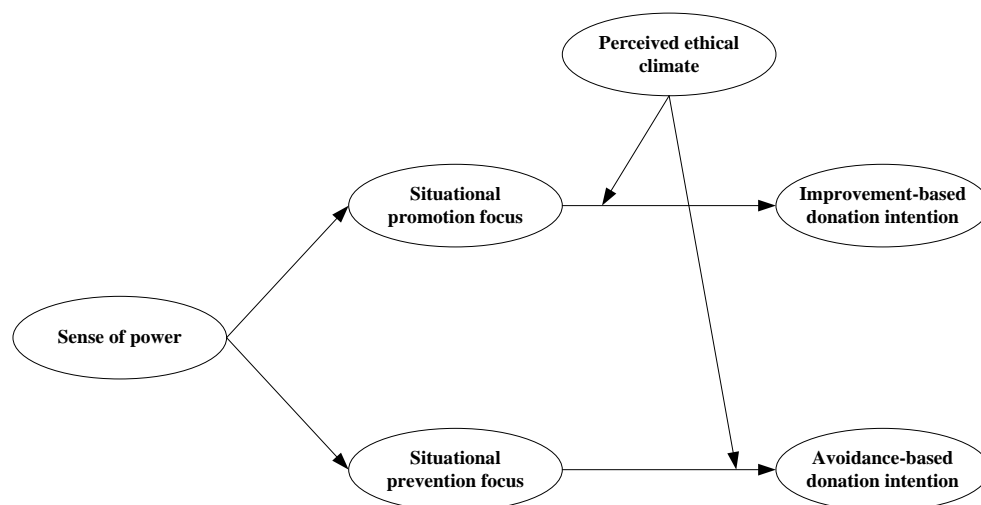 Perceived ethical
climate
Situational
promotion focus
Improvement-based
donation intention
Sense of power
Situational
prevention focus
Avoidance-based
donation intention